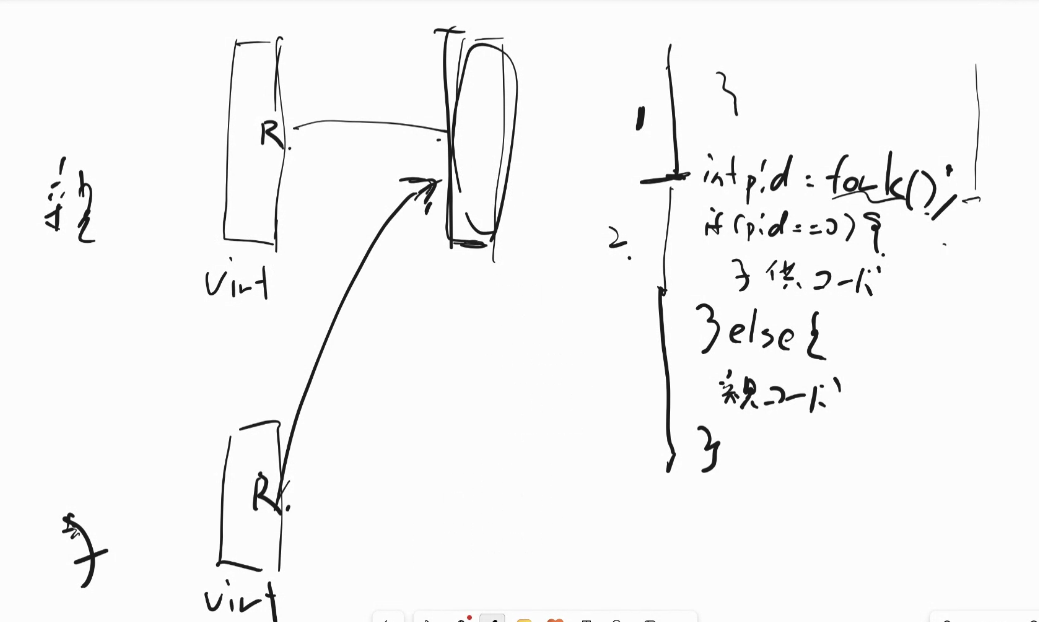 R.
親
virt
R.
子
virt
1
}
int pid = fork();
2.
if (pid==0) {
子供コード
} else {
親コード
}